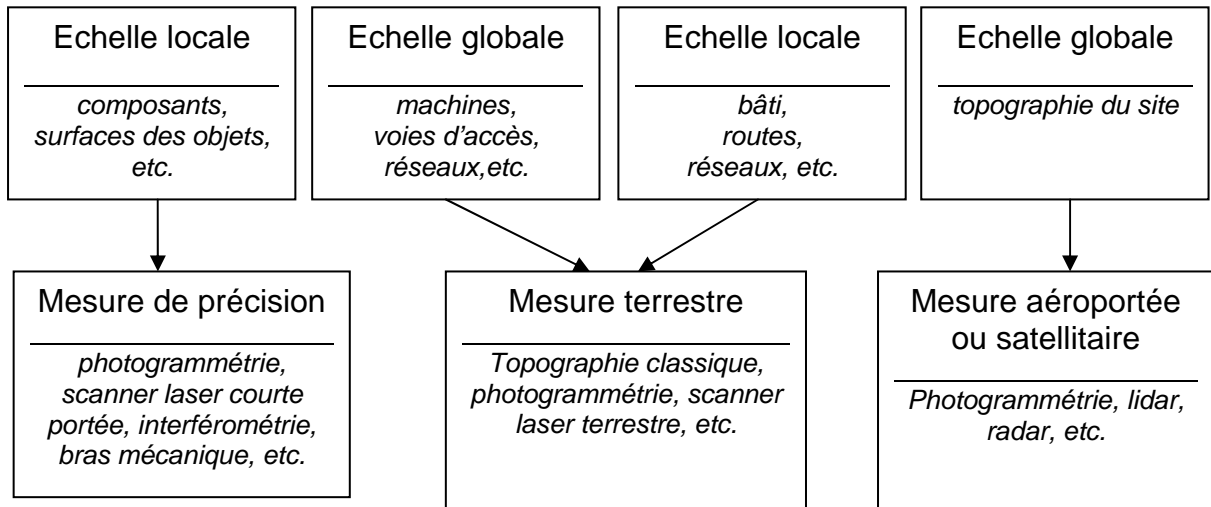 Echelle locale
composants,
surfaces des objets,
etc.
Echelle globale
machines,
voies d'accès,
réseaux,etc.
Echelle locale
bâti,
routes,
réseaux, etc.
Echelle globale
topographie du site
Mesure de précision
photogrammétrie,
scanner laser courte
portée, interférométrie,
bras mécanique, etc.
Mesure terrestre
Topographie classique,
photogrammétrie, scanner
laser terrestre, etc.
Mesure aéroportée
ou satellitaire
Photogrammétrie, lidar,
radar, etc.